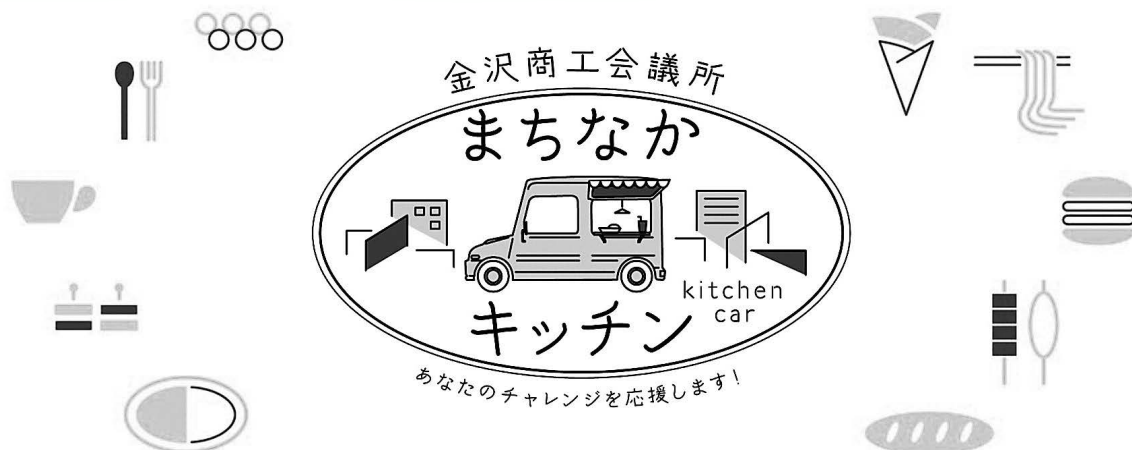 金沢商工会議所
まちなか
キッチン
kitchen
car
あなたのチャレンジを応援します!